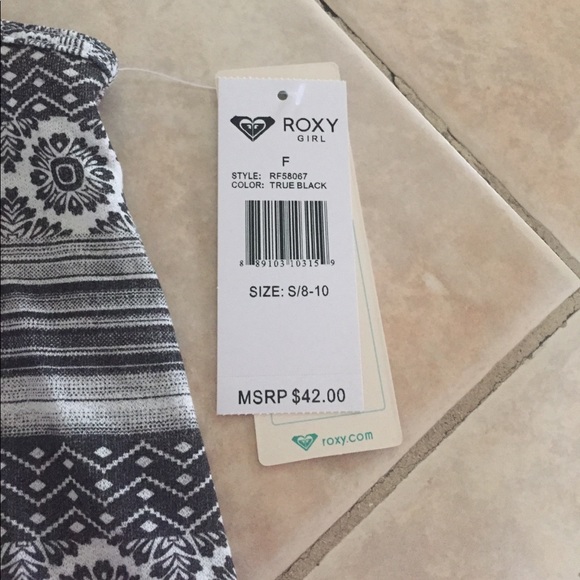 ROXY
GIRL
F
STYLE: RF58067
COLOR: TRUE BLACK
8 89103 10315 9
SIZE: S/8-10
MSRP $42.00
roxy.com